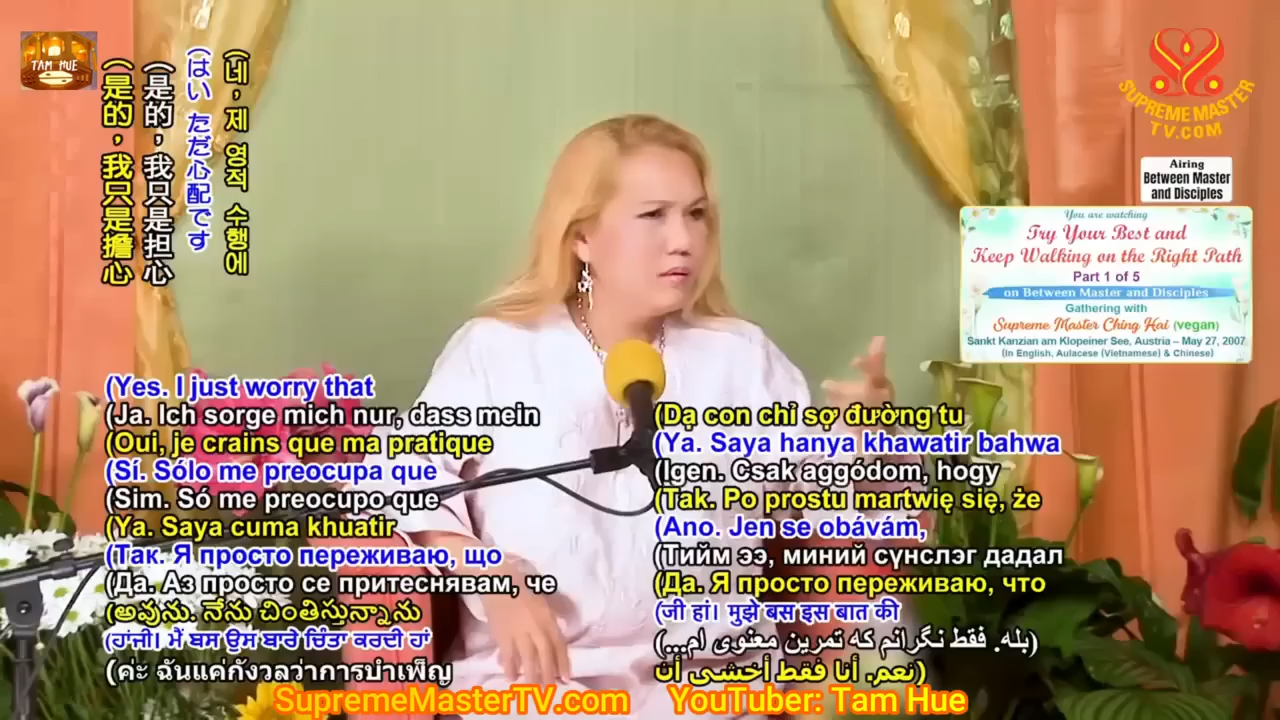 TAM HUE
(是的，我只是擔心
(是的，我只是担心
(はい ただ心配です
(네, 제 영적 수행에
SUPREME MASTER
TV.COM
Airing
Between Master
and Disciples
You are watching
Try Your Best and
Keep Walking on the Right Path
Part 1 of 5
on Between Master and Disciples
Gathering with
Supreme Master Ching Hai (vegan)
Sankt Kanzian am Klopeiner See, Austria – May 27, 2007
(In English, Aulacese (Vietnamese) & Chinese)
(Yes. I just worry that
(Ja. Ich sorge mich nur, dass mein
(Oui, je crains que ma pratique
(Sí. Sólo me preocupa que
(Sim. Só me preocupo que
(Ya. Saya cuma khuatir
(Так. Я просто переживаю, що
(Да. Аз просто се притеснявам, че
(అవును. నేను చింతిస్తున్నాను
(ਹਾਂਜੀ। ਮੈਂ ਬਸ ਉਸ ਬਾਰੇ ਚਿੰਤਾ ਕਰਦੀ ਹਾਂ
(ค่ะ ฉันแค่กังวลว่าการบำเพ็ญ
(Dạ con chỉ sợ đường tu
(Ya. Saya hanya khawatir bahwa
(Igen. Csak aggódom, hogy
(Tak. Po prostu martwię się, że
(Ano. Jen se obávám,
(Тийм ээ, миний сүнслэг дадал
(Да. Я просто переживаю, что
(जी हां। मुझे बस इस बात की
(بله. فقط نگرانم که تمرین معنوی ام...)
(نعم. أنا فقط أخشى أن
SupremeMasterTV.com
YouTuber: Tam Hue